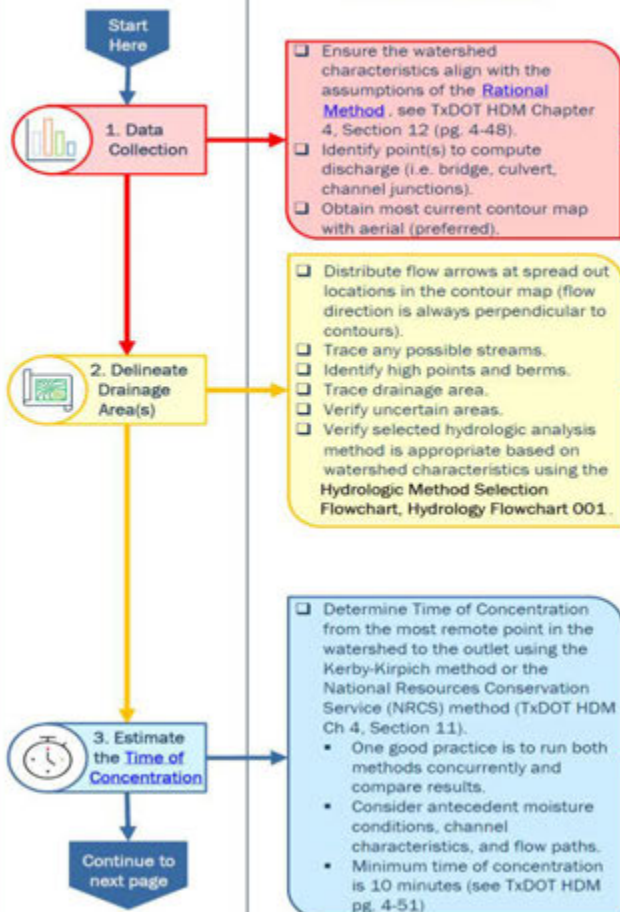 Start
Here
1. Data
Collection
☐ Ensure the watershed
characteristics align with the
assumptions of the Rational
Method , see TxDOT HDM Chapter
4, Section 12 (pg. 4-48).
☐ Identify point(s) to compute
discharge (i.e. bridge, culvert,
channel junctions).
☐ Obtain most current contour map
with aerial (preferred).
2. Delineate
Drainage
Area(s)
☐ Distribute flow arrows at spread out
locations in the contour map (flow
direction is always perpendicular to
contours).
☐ Trace any possible streams.
☐ Identify high points and berms.
☐ Trace drainage area.
☐ Verify uncertain areas.
☐ Verify selected hydrologic analysis
method is appropriate based on
watershed characteristics using the
Hydrologic Method Selection
Flowchart, Hydrology Flowchart 001.
3. Estimate
the Time of
Concentration
☐ Determine Time of Concentration
from the most remote point in the
watershed to the outlet using the
Kerby-Kirpich method or the
National Resources Conservation
Service (NRCS) method (TxDOT HDM
Ch 4, Section 11).
▪ One good practice is to run both
methods concurrently and
compare results.
▪ Consider antecedent moisture
conditions, channel
characteristics, and flow paths.
▪ Minimum time of concentration
is 10 minutes (see TxDOT HDM
pg. 4-51)
Continue to
next page